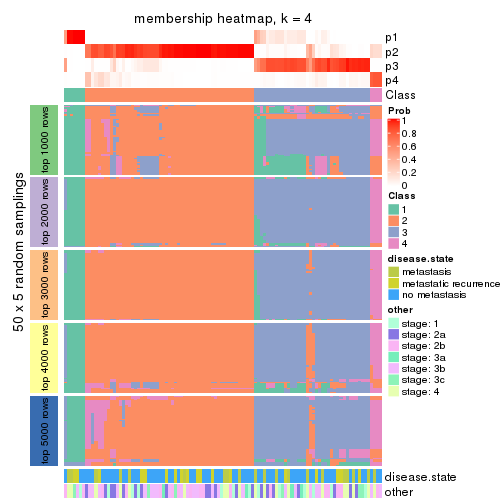 membership heatmap, k = 4
p1
p2
p3
p4
Class
50 x 5 random samplings
top 1000 rows
top 2000 rows
top 3000 rows
top 4000 rows
top 5000 rows
disease.state
other
Prob
1
0.8
0.6
0.4
0.2
0
Class
1
2
3
4
disease.state
metastasis
metastatic recurrence
no metastasis
other
stage: 1
stage: 2a
stage: 2b
stage: 3a
stage: 3b
stage: 3c
stage: 4